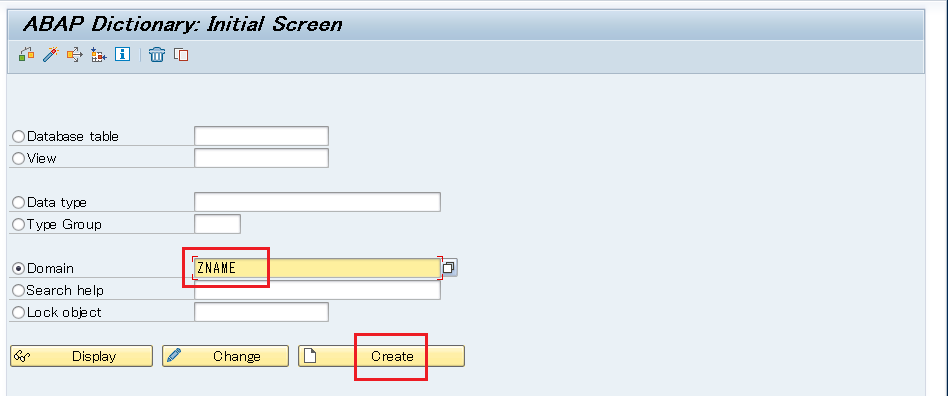 ABAP Dictionary: Initial Screen
Database table
View
Data type
Type Group
Domain ZNAME
Search help
Lock object
Display Change Create